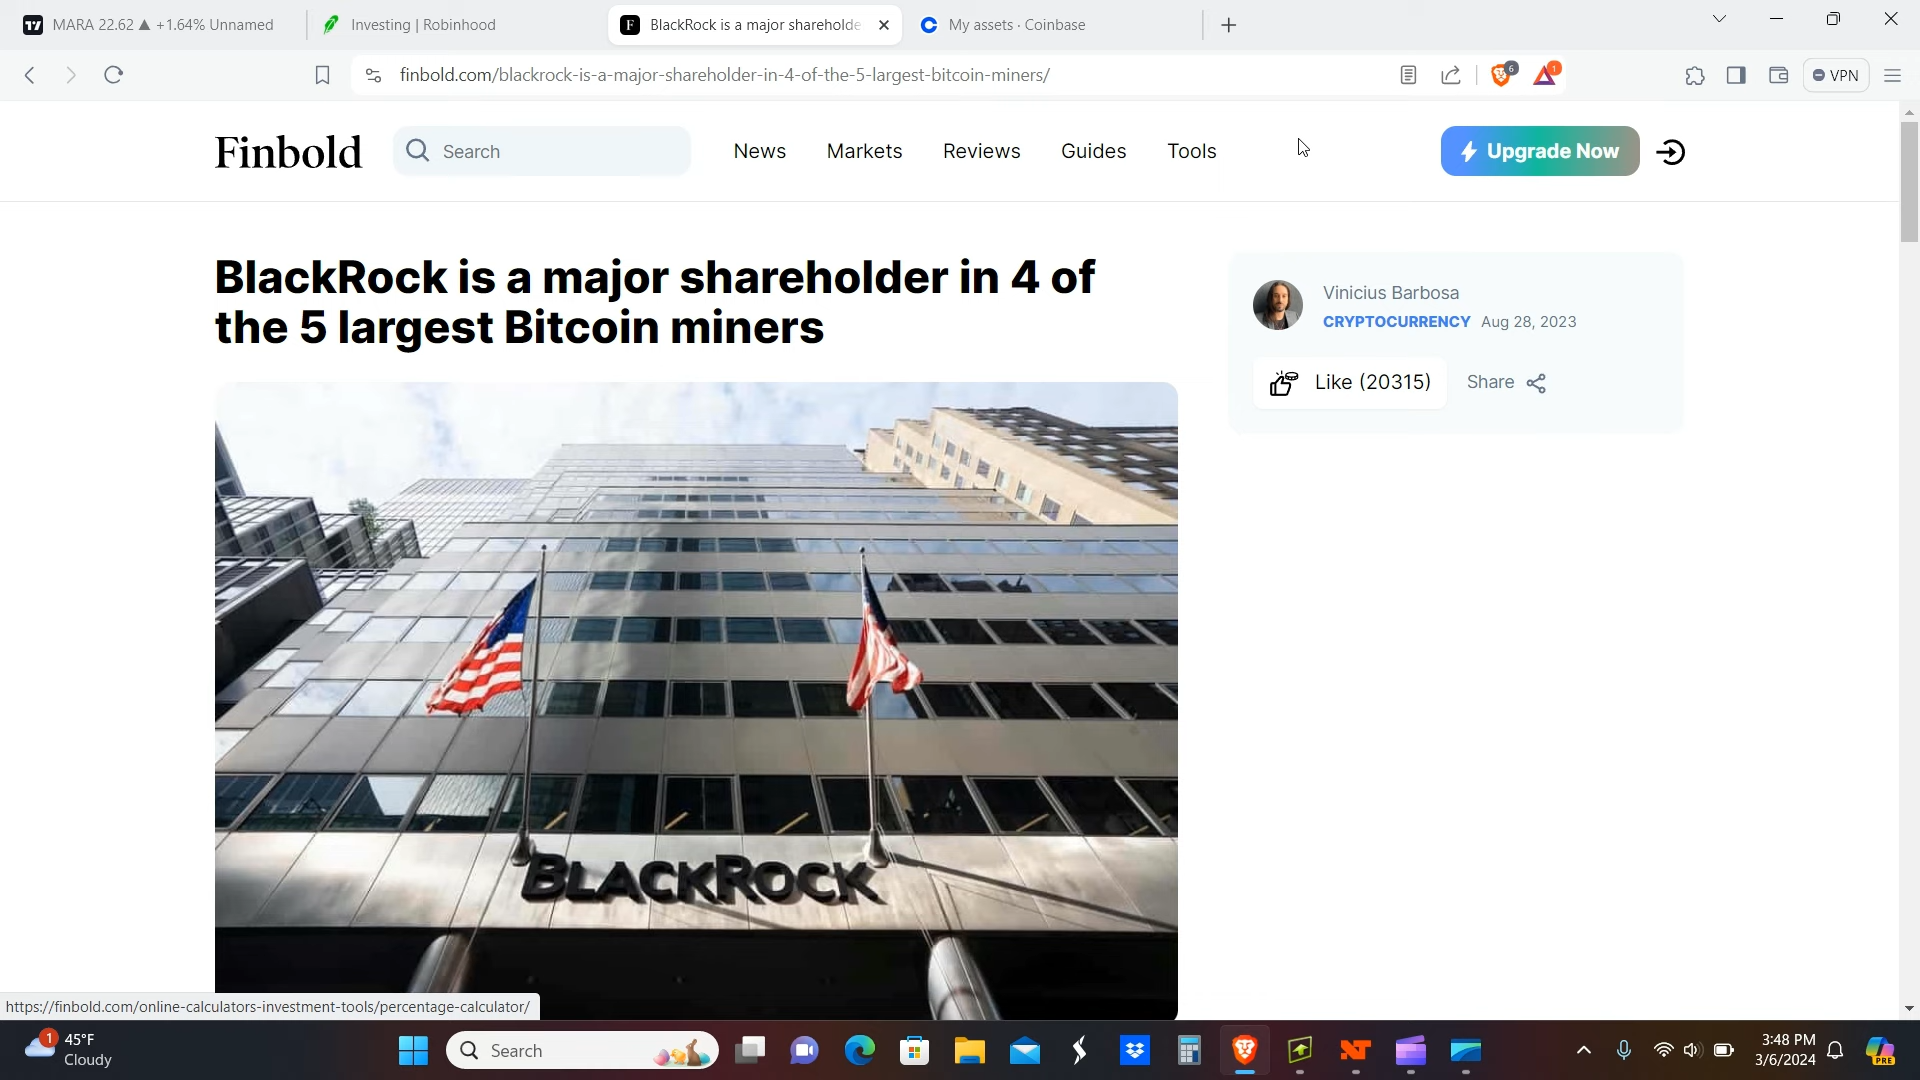 MARA 22.62 ▲ +1.64% Unnamed
Investing | Robinhood
BlackRock is a major shareholde
My assets · Coinbase
finbold.com/blackrock-is-a-major-shareholder-in-4-of-the-5-largest-bitcoin-miners/
6
1
VPN
Finbold
Search
News
Markets
Reviews
Guides
Tools
Upgrade Now
BlackRock is a major shareholder in 4 of
the 5 largest Bitcoin miners
Vinicius Barbosa
CRYPTOCURRENCY Aug 28, 2023
Like (20315)
Share
BLACKROCK
https://finbold.com/online-calculators-investment-tools/percentage-calculator/
1
45°F
Cloudy
Search
3:48 PM
3/6/2024
PRE